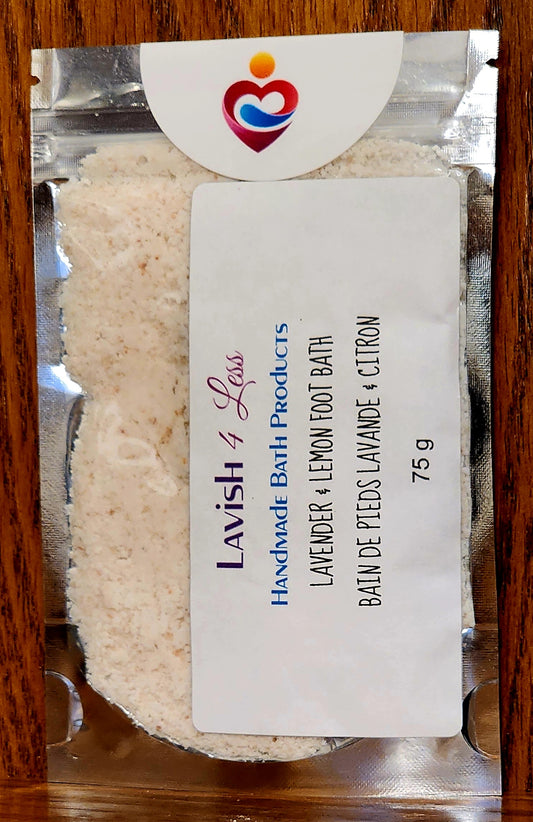 Lavish 4 Less
Handmade Bath Products
LAVENDER & LEMON FOOT BATH
BAIN DE PIEDS LAVANDE & CITRON
75 g